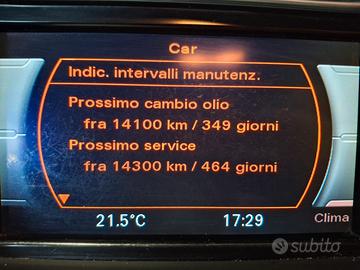 Car
Indic. intervalli manutenz.
Prossimo cambio olio
fra 14100 km / 349 giorni
Prossimo service
fra 14300 km / 464 giorni
21.5°C
17:29
Clima
subito